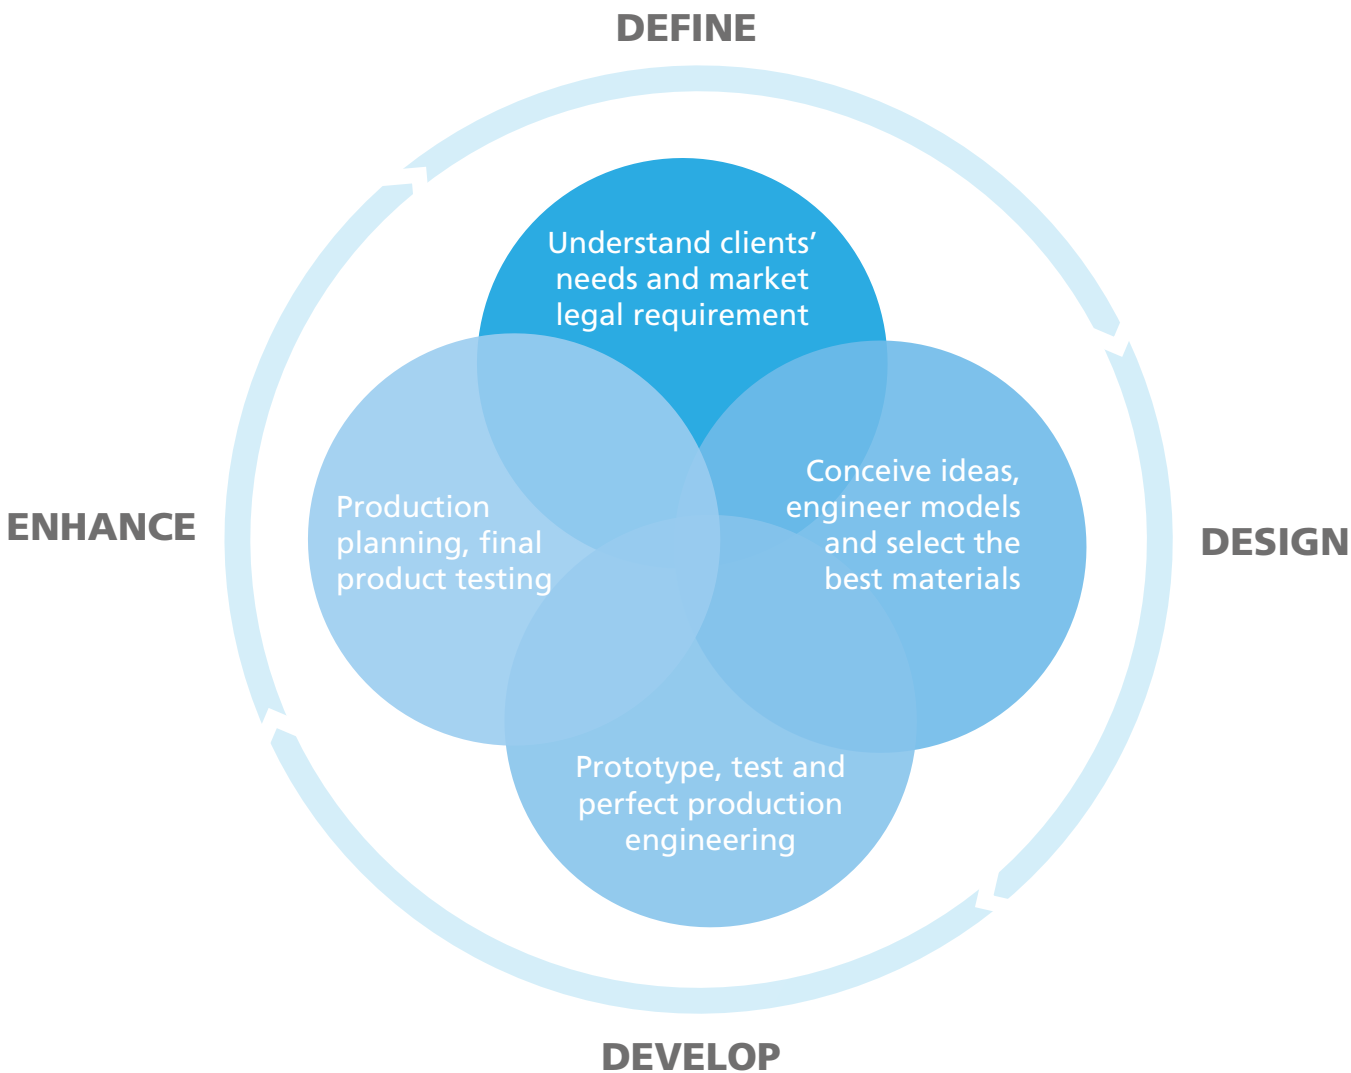 DEFINE
Understand clients’
needs and market
legal requirement
Conceive ideas,
engineer models
and select the
best materials
DESIGN
ENHANCE
Production
planning, final
product testing
Prototype, test and
perfect production
engineering
DEVELOP